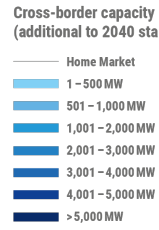 Cross-border capacity
(additional to 2040 sta
Home Market
1 – 500 MW
501 – 1,000 MW
1,001 – 2,000 MW
2,001 – 3,000 MW
3,001 – 4,000 MW
4,001 – 5,000 MW
> 5,000 MW